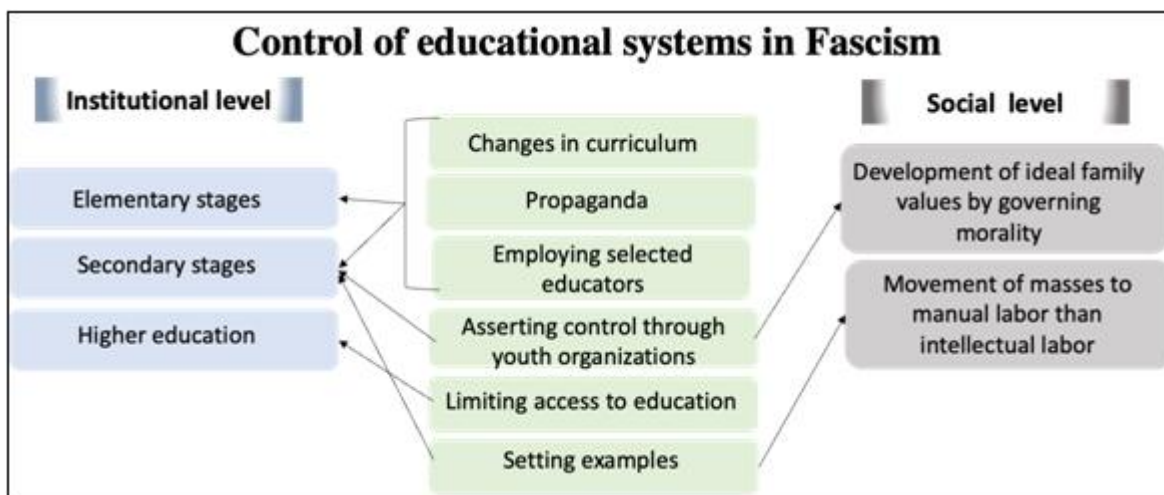 Control of educational systems in Fascism
Institutional level
Elementary stages
Secondary stages
Higher education
Changes in curriculum
Propaganda
Employing selected
educators
Asserting control through
youth organizations
Limiting access to education
Setting examples
Social level
Development of ideal family
values by governing
morality
Movement of masses to
manual labor than
intellectual labor